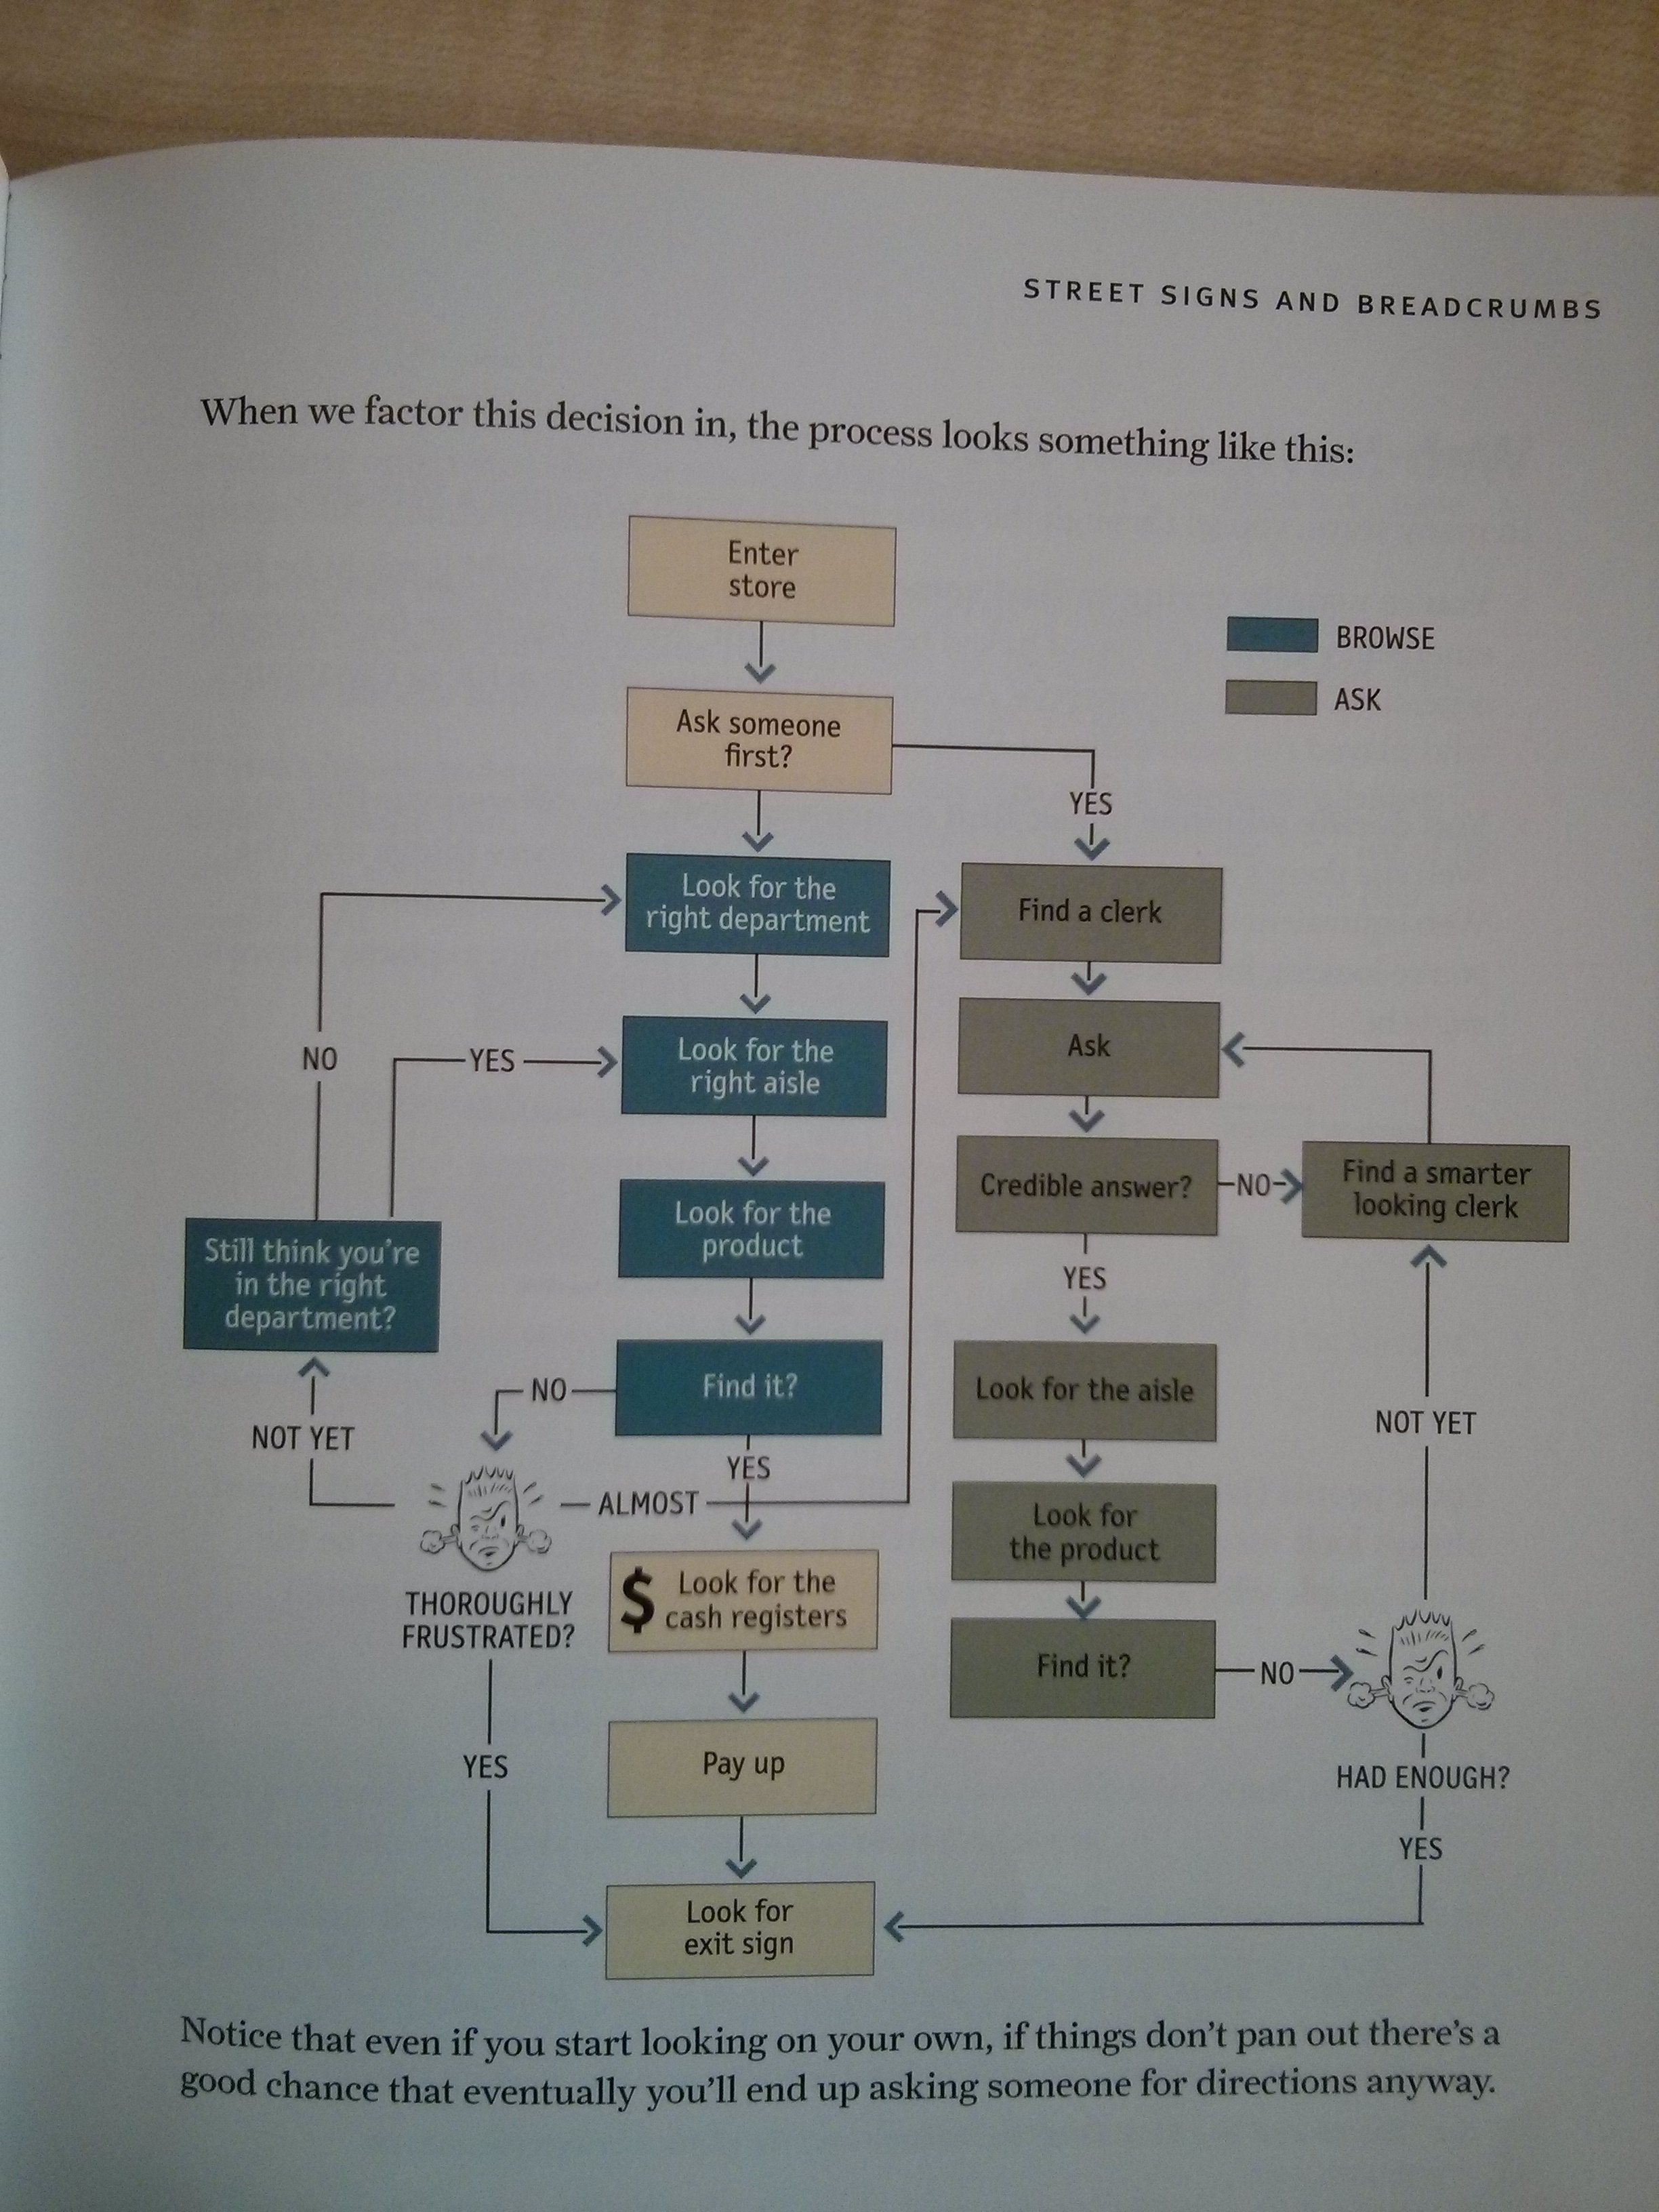 STREET SIGNS AND BREADCRUMBS
When we factor this decision in, the process looks something like this:
Enter
store
BROWSE
ASK
Ask someone
first?
YES
Look for the
right department
Find a clerk
NO
YES
Look for the
right aisle
Ask
Look for the
product
Credible answer?
NO
Find a smarter
looking clerk
Still think you're
in the right
department?
YES
Find it?
NO
Look for the aisle
NOT YET
NOT YET
YES
ALMOST
Look for
the product
THOROUGHLY
FRUSTRATED?
$ Look for the
cash registers
Find it?
NO
YES
Pay up
HAD ENOUGH?
YES
Look for
exit sign
Notice that even if you start looking on your own, if things don't pan out there's a
good chance that eventually you'll end up asking someone for directions anyway.